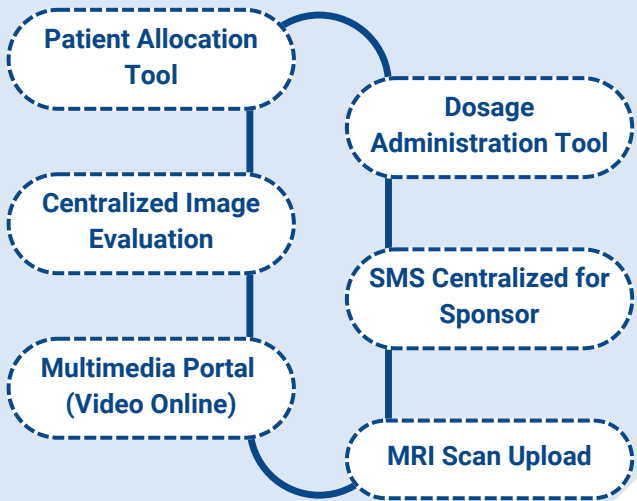 Patient Allocation
Tool
Dosage
Administration Tool
Centralized Image
Evaluation
SMS Centralized for
Sponsor
Multimedia Portal
(Video Online)
MRI Scan Upload